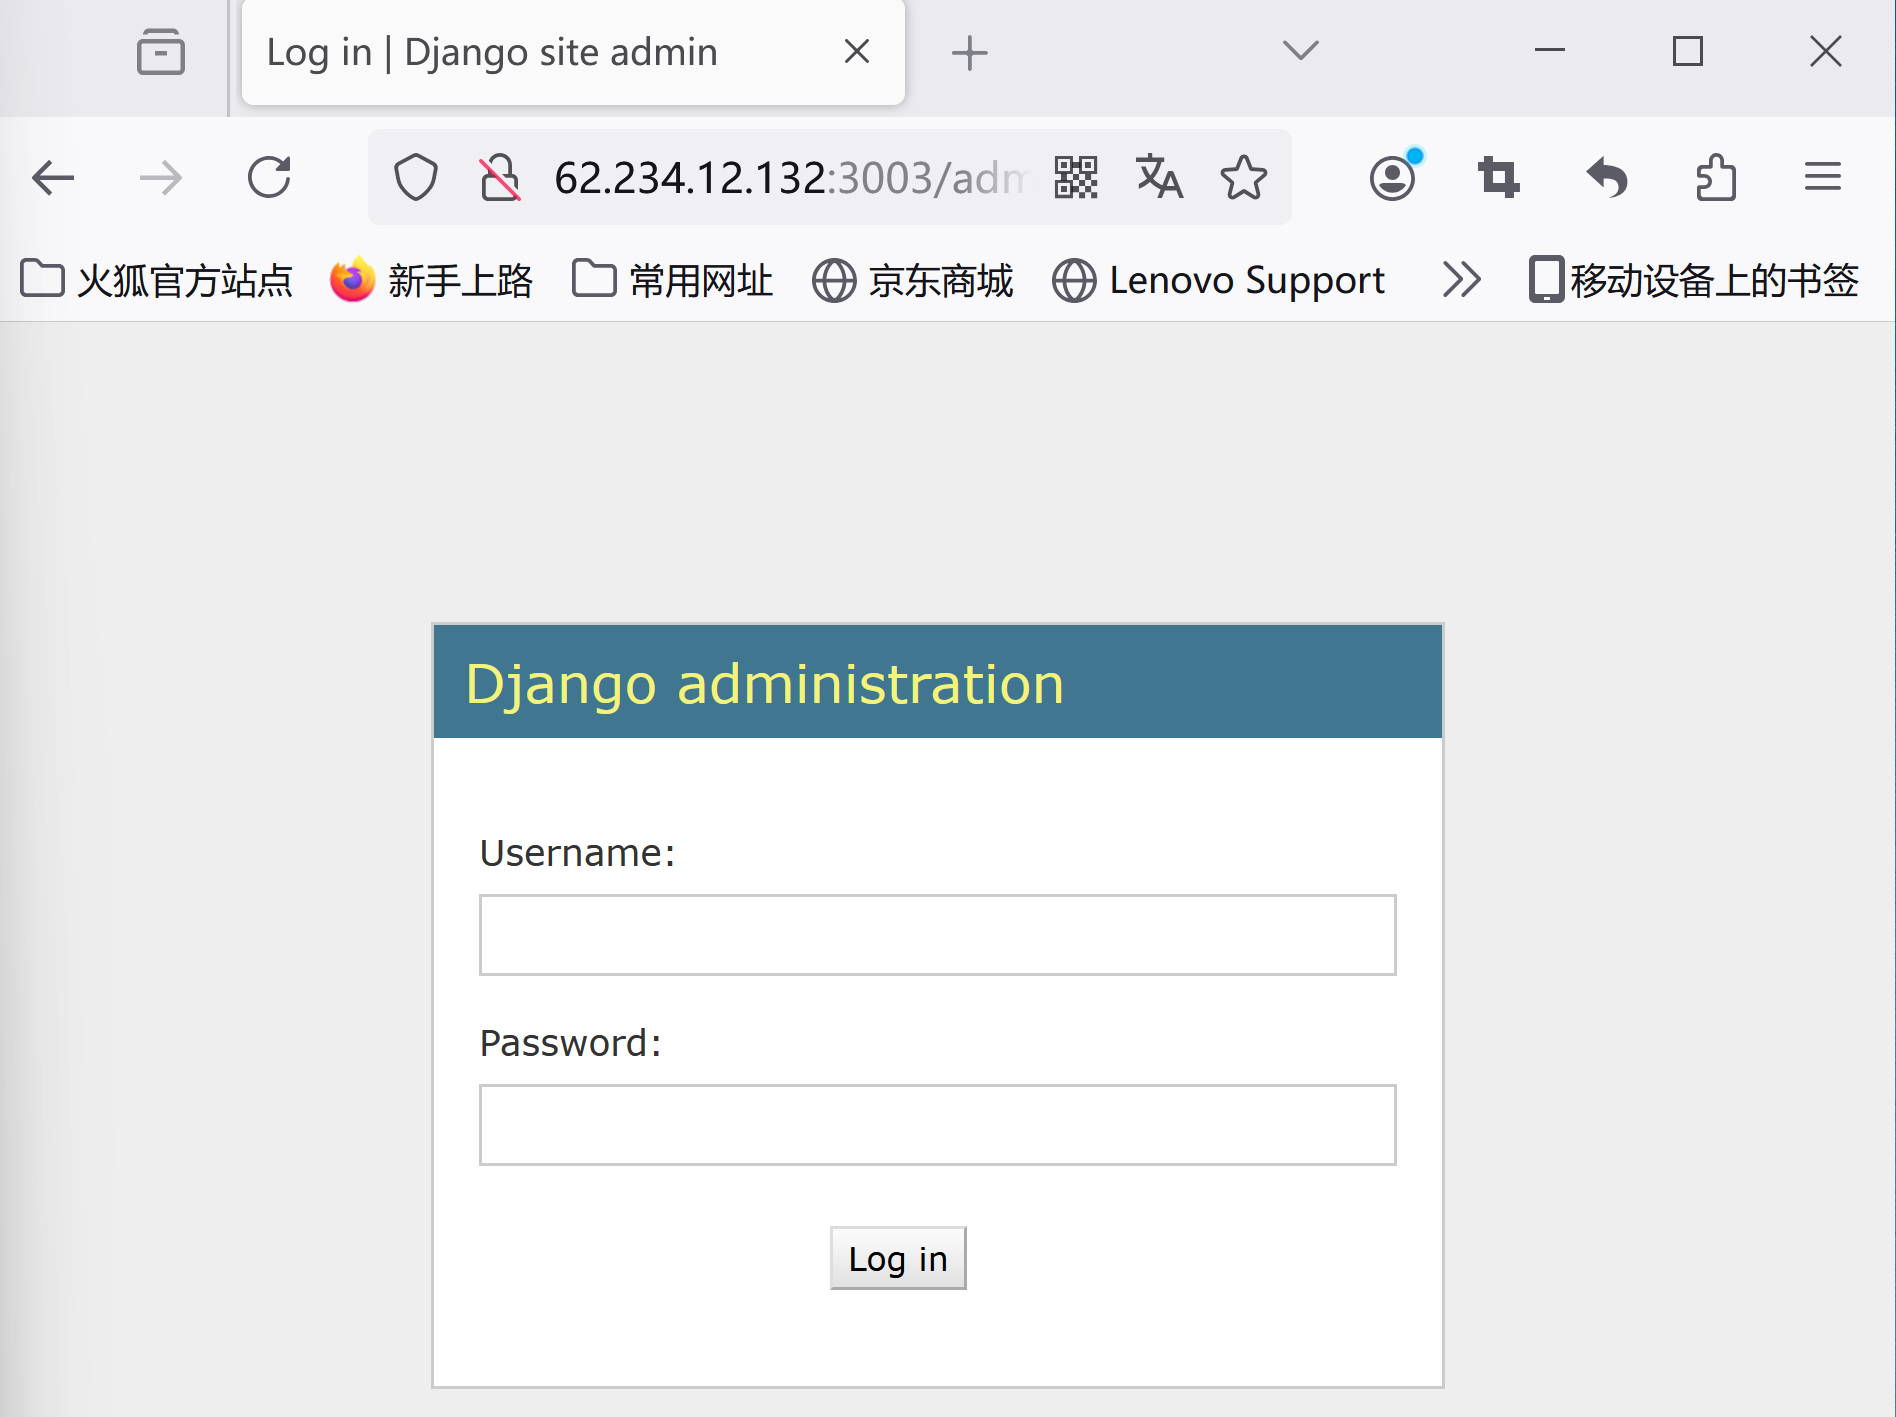 Log in | Django site admin
62.234.12.132:3003/adm
火狐官方站点 新手上路 常用网址 京东商城 Lenovo Support 移动设备上的书签
Django administration
Username:
Password:
Log in